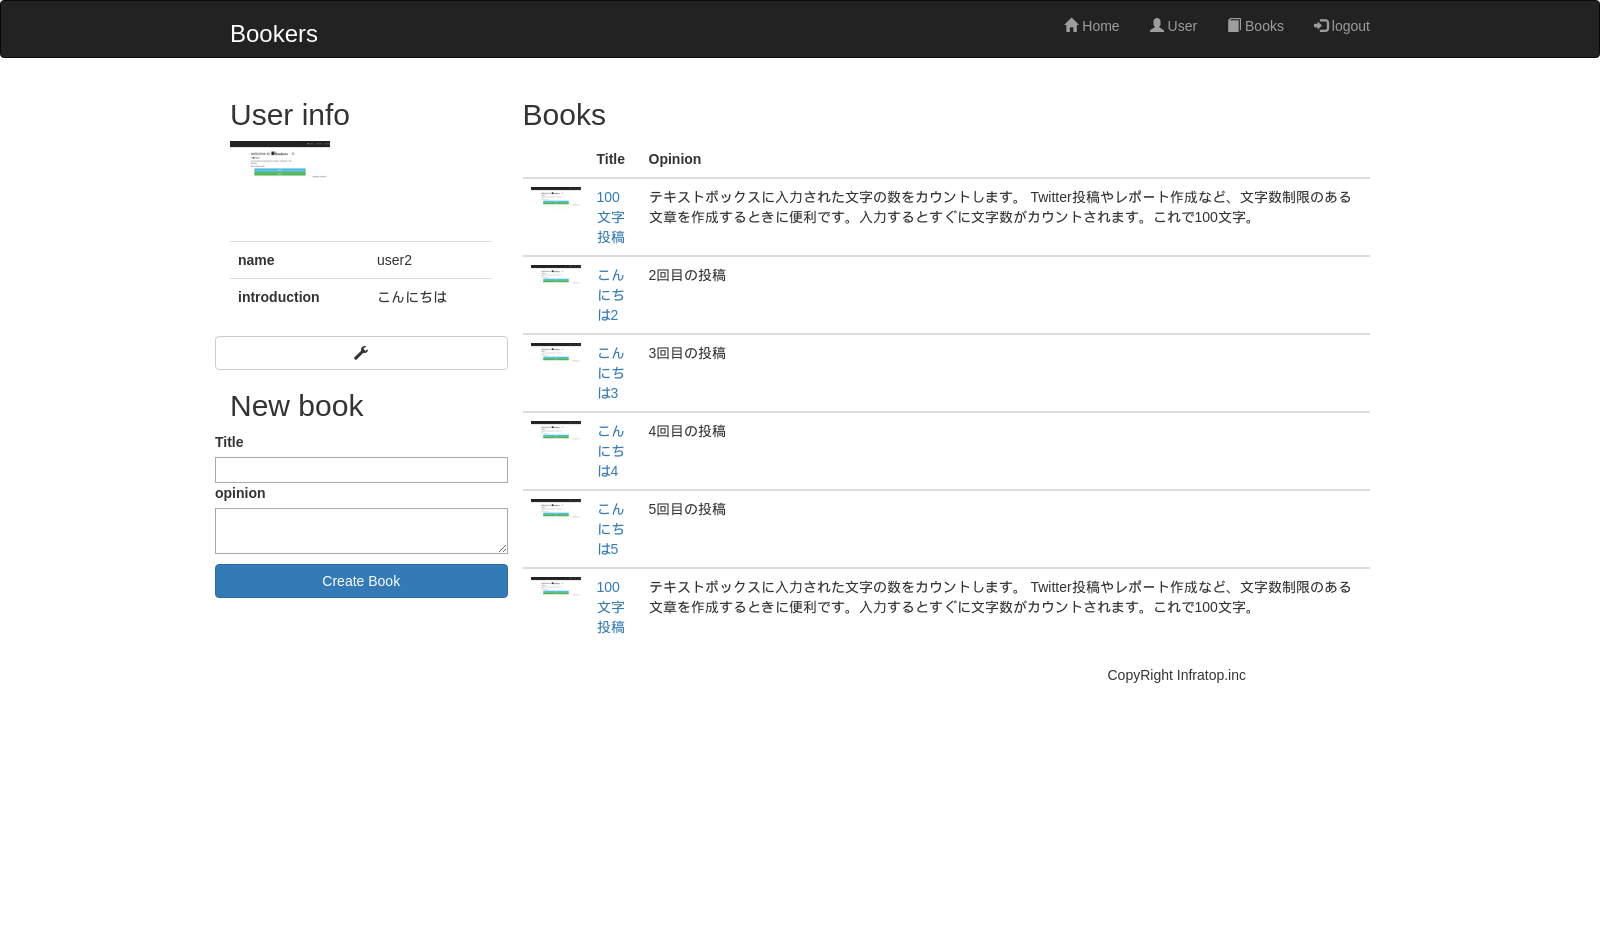 Bookers
Home
User
Books
logout
User info
name
user2
introduction
こんにちは
New book
Title
opinion
Create Book
Books
Title
Opinion
100
文字
投稿
テキストボックスに入力された文字の数をカウントします。 Twitter投稿やレポート作成など、文字数制限のある
文章を作成するときに便利です。入力するとすぐに文字数がカウントされます。これで100文字。
こん
にち
は2
2回目の投稿
こん
にち
は3
3回目の投稿
こん
にち
は4
4回目の投稿
こん
にち
は5
5回目の投稿
100
文字
投稿
テキストボックスに入力された文字の数をカウントします。 Twitter投稿やレポート作成など、文字数制限のある
文章を作成するときに便利です。入力するとすぐに文字数がカウントされます。これで100文字。
CopyRight Infratop.inc